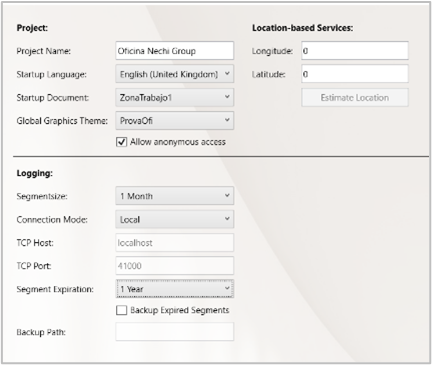 Project:
Project Name: Oficina Nechi Group
Startup Language: English (United Kingdom)
Startup Document: ZonaTrabajo1
Global Graphics Theme: ProvaOfi
Allow anonymous access
Location-based Services:
Longitude: 0
Latitude: 0
Estimate Location
Logging:
Segmentsize: 1 Month
Connection Mode: Local
TCP Host: localhost
TCP Port: 41000
Segment Expiration: 1 Year
Backup Expired Segments
Backup Path: